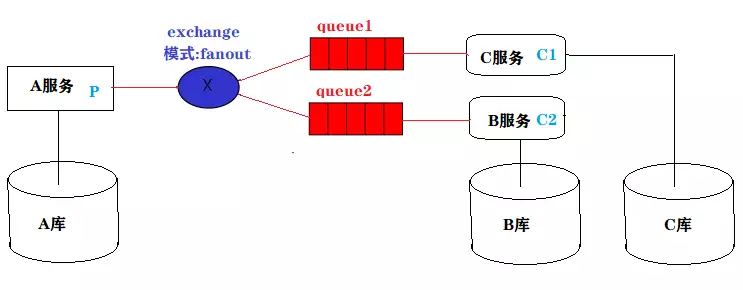 exchange
模式:fanout
queue1
X
A服务 P
C服务 C1
queue2
B服务 C2
A库
B库
C库